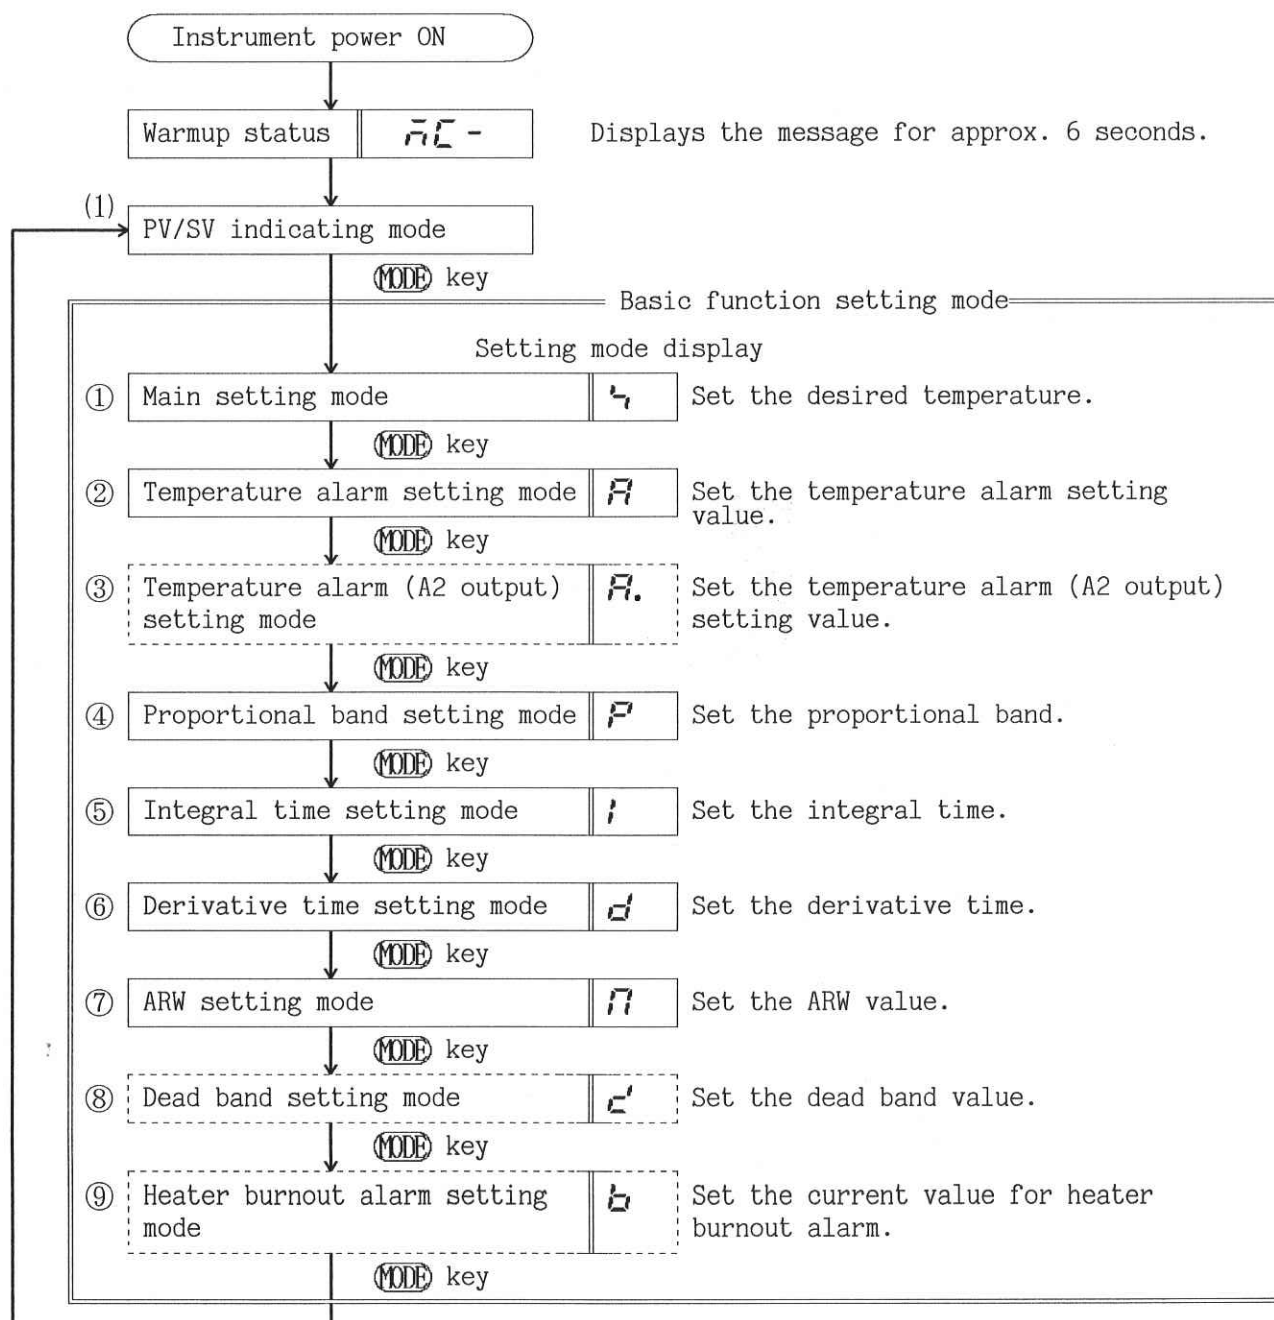 Instrument power ON
Warmup status
Displays the message for approx. 6 seconds.
(1)
PV/SV indicating mode
MODE key
Basic function setting mode
Setting mode display
① Main setting mode
Set the desired temperature.
MODE key
② Temperature alarm setting mode A
Set the temperature alarm setting
value.
MODE key
③ Temperature alarm (A2 output) A.
setting mode
Set the temperature alarm (A2 output)
setting value.
MODE key
④ Proportional band setting mode P
Set the proportional band.
MODE key
⑤ Integral time setting mode I
Set the integral time.
MODE key
⑥ Derivative time setting mode d
Set the derivative time.
MODE key
⑦ ARW setting mode
Set the ARW value.
MODE key
⑧ Dead band setting mode
Set the dead band value.
MODE key
⑨ Heater burnout alarm setting b
mode
Set the current value for heater
burnout alarm.
MODE key